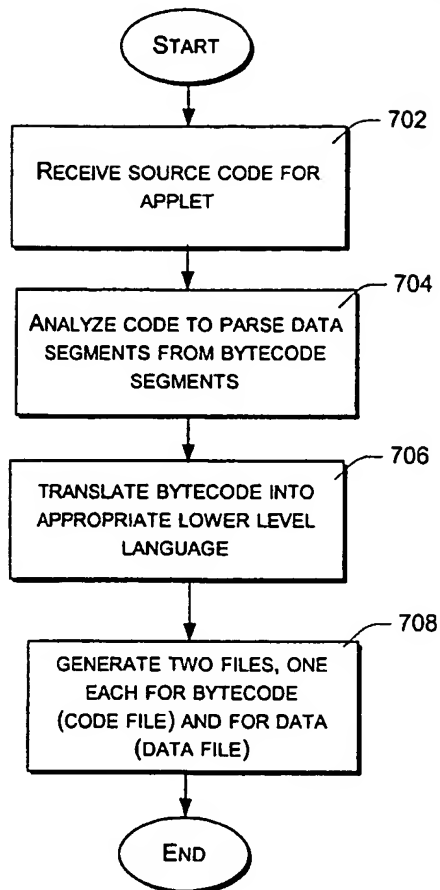 START
702
RECEIVE SOURCE CODE FOR
APPLET
704
ANALYZE CODE TO PARSE DATA
SEGMENTS FROM BYTECODE
SEGMENTS
706
TRANSLATE BYTECODE INTO
APPROPRIATE LOWER LEVEL
LANGUAGE
708
GENERATE TWO FILES, ONE
EACH FOR BYTECODE
(CODE FILE) AND FOR DATA
(DATA FILE)
END